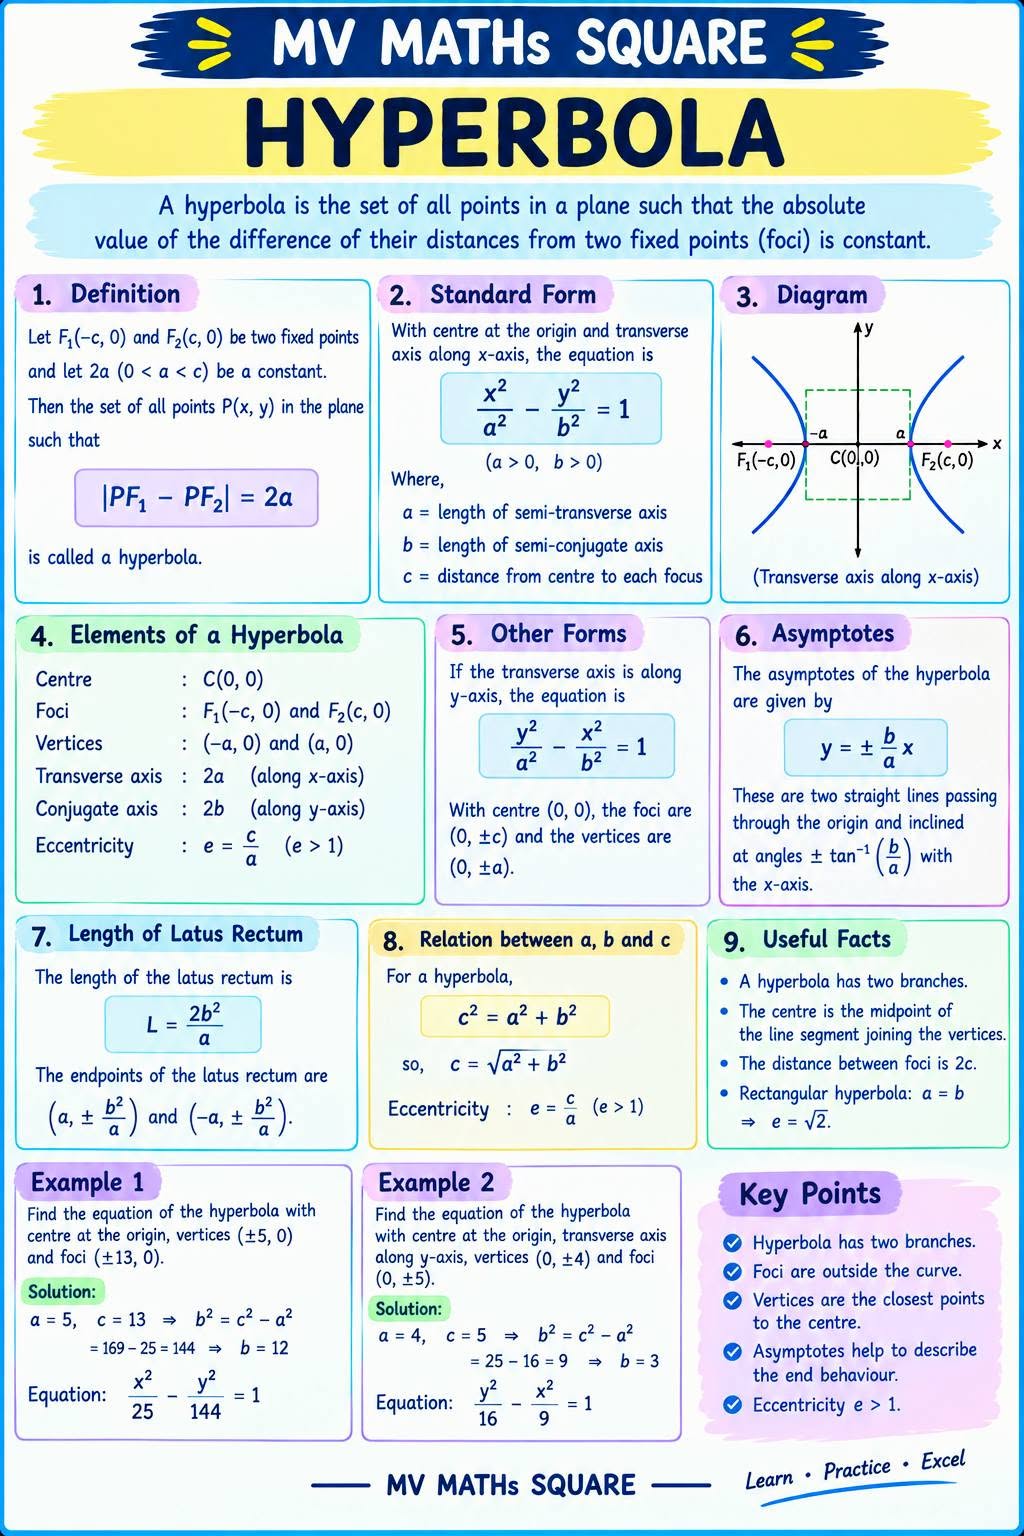 MV MATHs SQUARE
HYPERBOLA
A hyperbola is the set of all points in a plane such that the absolute
value of the difference of their distances from two fixed points (foci) is constant.
1. Definition
Let F₁(−c, 0) and F₂(c, 0) be two fixed points
and let 2a (0 < a < c) be a constant.
Then the set of all points P(x, y) in the plane
such that
|PF₁ − PF₂| = 2a
is called a hyperbola.
2. Standard Form
With centre at the origin and transverse
axis along x-axis, the equation is
x²/a² − y²/b² = 1
(a > 0, b > 0)
Where,
a = length of semi-transverse axis
b = length of semi-conjugate axis
c = distance from centre to each focus
3. Diagram
y
−a a
x
F₁(−c,0) C(0,0) F₂(c,0)
(Transverse axis along x-axis)
4. Elements of a Hyperbola
Centre : C(0, 0)
Foci : F₁(−c, 0) and F₂(c, 0)
Vertices : (−a, 0) and (a, 0)
Transverse axis : 2a (along x-axis)
Conjugate axis : 2b (along y-axis)
Eccentricity : e = c/a (e > 1)
5. Other Forms
If the transverse axis is along
y-axis, the equation is
y²/a² − x²/b² = 1
With centre (0, 0), the foci are
(0, ±c) and the vertices are
(0, ±a).
6. Asymptotes
The asymptotes of the hyperbola
are given by
y = ± b/a x
These are two straight lines passing
through the origin and inclined
at angles ± tan⁻¹ (b/a) with
the x-axis.
7. Length of Latus Rectum
The length of the latus rectum is
L = 2b²/a
The endpoints of the latus rectum are
(a, ± b²/a) and (−a, ± b²/a).
8. Relation between a, b and c
For a hyperbola,
c² = a² + b²
so, c = √(a² + b²)
Eccentricity : e = c/a (e > 1)
9. Useful Facts
• A hyperbola has two branches.
• The centre is the midpoint of
the line segment joining the vertices.
• The distance between foci is 2c.
• Rectangular hyperbola: a = b
⇒ e = √2.
Example 1
Find the equation of the hyperbola with
centre at the origin, vertices (±5, 0)
and foci (±13, 0).
Solution:
a = 5, c = 13 ⇒ b² = c² − a²
= 169 − 25 = 144 ⇒ b = 12
Equation: x²/25 − y²/144 = 1
Example 2
Find the equation of the hyperbola
with centre at the origin, transverse axis
along y-axis, vertices (0, ±4) and foci
(0, ±5).
Solution:
a = 4, c = 5 ⇒ b² = c² − a²
= 25 − 16 = 9 ⇒ b = 3
Equation: y²/16 − x²/9 = 1
Key Points
Hyperbola has two branches.
Foci are outside the curve.
Vertices are the closest points
to the centre.
Asymptotes help to describe
the end behaviour.
Eccentricity e > 1.
MV MATHs SQUARE
Learn • Practice • Excel